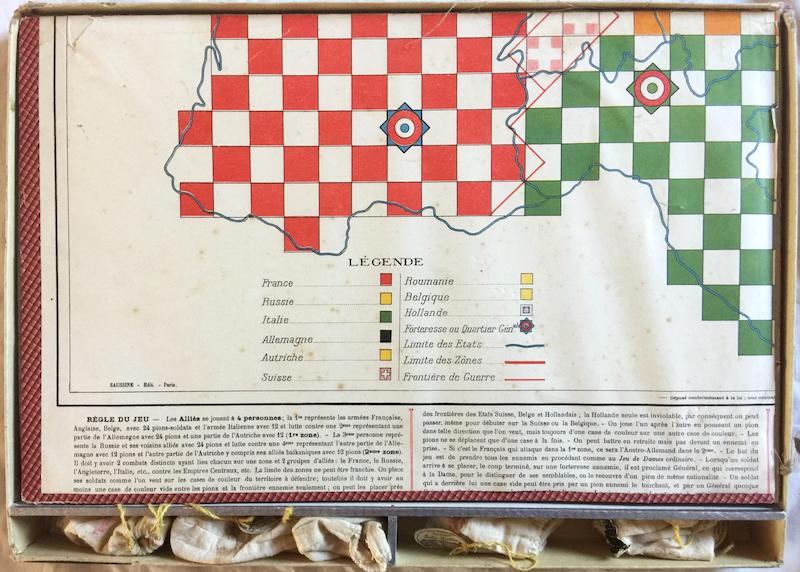 LÉGENDE
France
Russie
Italie
Allemagne
Autriche
Suisse
Roumanie
Belgique
Hollande
Forteresse ou Quartier Gén^al
Limite des Etats
Limite des Zônes
Frontière de Guerre
SAUSSINE - Edit. - Paris.
Déposé conformément à la loi ; tout contref
RÈGLE DU JEU — Les Alliés se jouent à 4 personnes; la 1re représente les armées Française,
Anglaise, Belge, avec 24 pions-soldats et l'armée Italienne avec 12 et lutte contre une 2me représentant une
partie de l'Allemagne avec 24 pions et une partie de l'Autriche avec 12 (1re zone). — La 3me personne repré-
sente la Russie et ses voisins alliés avec 24 pions et lutte contre une 4me représentant l'autre partie de l'Alle-
magne avec 12 pions et l'autre partie de l'Autriche y compris ses alliés balkaniques avec 12 pions (2me zone).
Il doit y avoir 2 combats distincts ayant lieu chacun sur une zone et 2 groupes d'alliés: la France, la Russie,
l'Angleterre, l'Italie, etc., contre les Empires Centraux, etc. La limite des zones ne peut être franchie. On place
ses soldats comme l'on veut sur les cases de couleur du territoire à défendre; toutefois il doit y avoir au
moins une case de couleur vide entre les pions et la frontière ennemie seulement; on peut les placer près
des frontières des Etats Suisse, Belge et Hollandais; la Hollande seule est inviolable, par conséquent on peut
passer, même pour débuter sur la Suisse ou la Belgique. - On joue l'un après l'autre en poussant un pion
dans telle direction que l'on veut, mais toujours d'une case de couleur sur une autre case de couleur. - Les
pions ne se déplacent que d'une case à la fois. - On peut battre en retraite mais pas devant un ennemi en
prise. - Si c'est le Français qui attaque dans la 1re zone, ce sera l'Austro-Allemand dans la 2me. - Le but du
jeu est de prendre tous les ennemis en procédant comme au Jeu de Dames ordinaire. - Lorsqu'un soldat
arrive à se placer, le coup terminé, sur une forteresse ennemie, il est proclamé Général, ce qui correspond
à la Dame, pour le distinguer de ses semblables, on le recouvre d'un pion de même nationalité. - Un soldat
qui a derrière lui une case vide peut être pris par un pion ennemi le touchant, et par un Général quoique